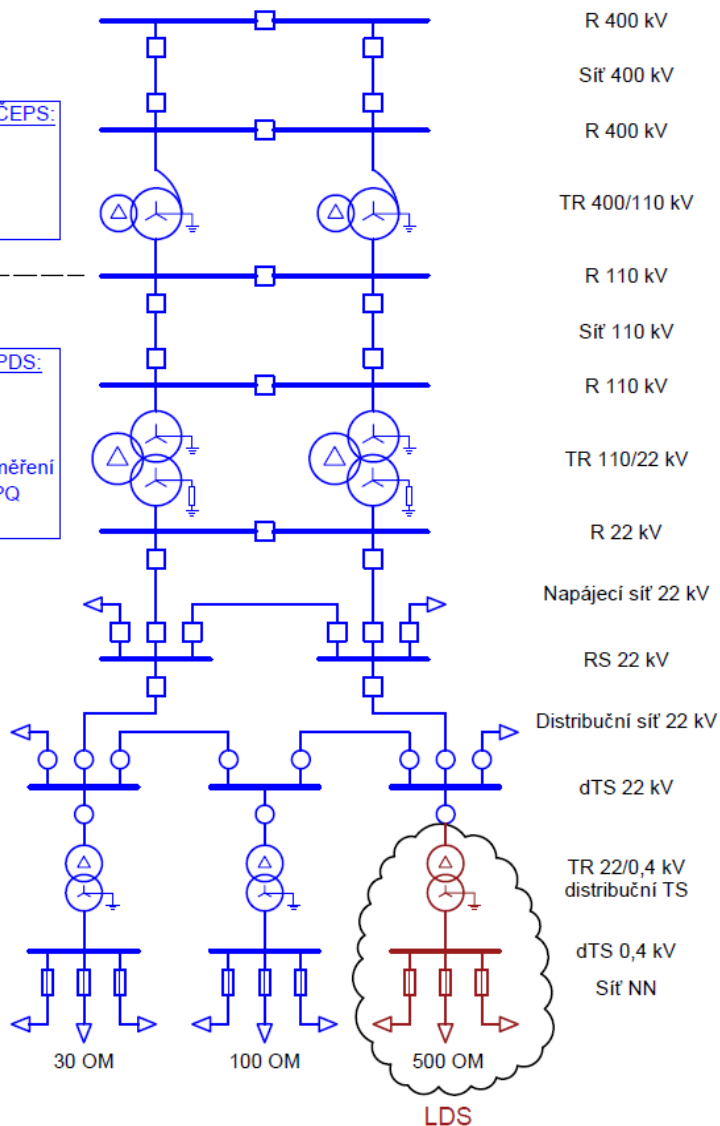 R 400 kV
Síť 400 kV
ČEPS:
R 400 kV
TR 400/110 kV
R 110 kV
Síť 110 kV
PDS:
R 110 kV
měření
PQ
TR 110/22 kV
R 22 kV
Napájecí síť 22 kV
RS 22 kV
Distribuční síť 22 kV
dTS 22 kV
TR 22/0,4 kV
distribuční TS
dTS 0,4 kV
Síť NN
30 OM
100 OM
500 OM
LDS